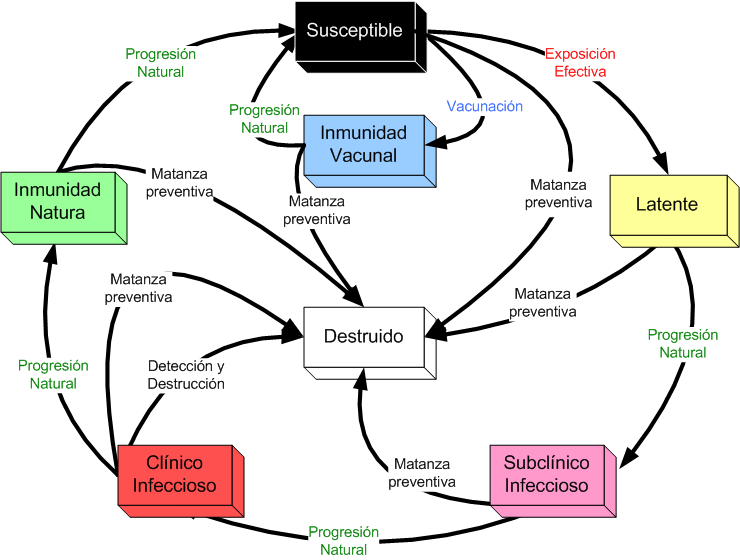 Susceptible
Progresión
Natural
Exposición
Efectiva
Progresión
Natural
Vacunación
Inmunidad
Vacunal
Inmunidad
Natura
Matanza
preventiva
Matanza
preventiva
Matanza
preventiva
Latente
Matanza
preventiva
Matanza
preventiva
Destruido
Progresión
Natural
Detección y
Destrucción
Progresión
Natural
Clínico
Infeccioso
Matanza
preventiva
Subclínico
Infeccioso
Progresión
Natural